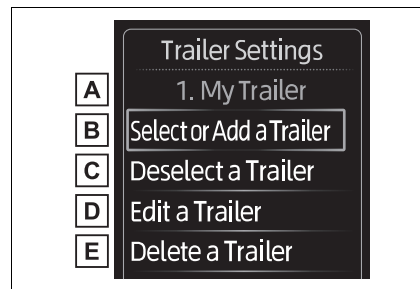 Trailer Settings
A 1. My Trailer
B Select or Add a Trailer
C Deselect a Trailer
D Edit a Trailer
E Delete a Trailer